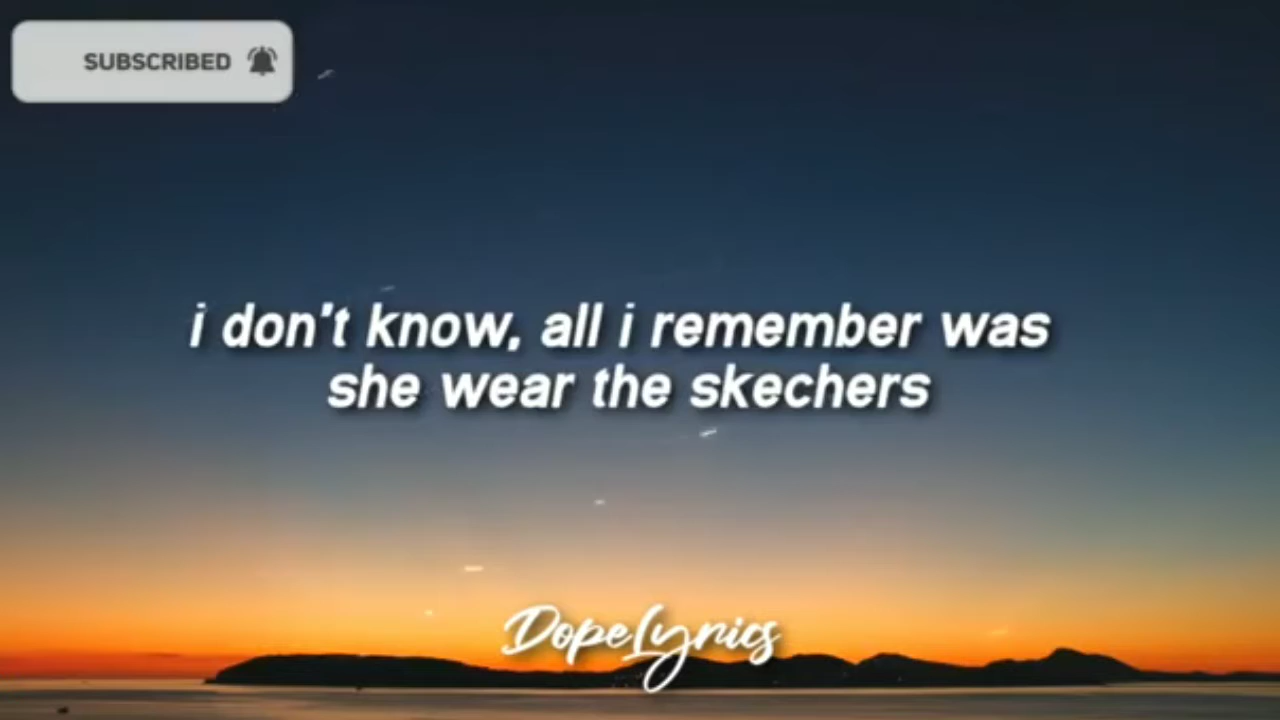 SUBSCRIBED
i don't know, all i remember was
she wear the skechers
DopeLyrics